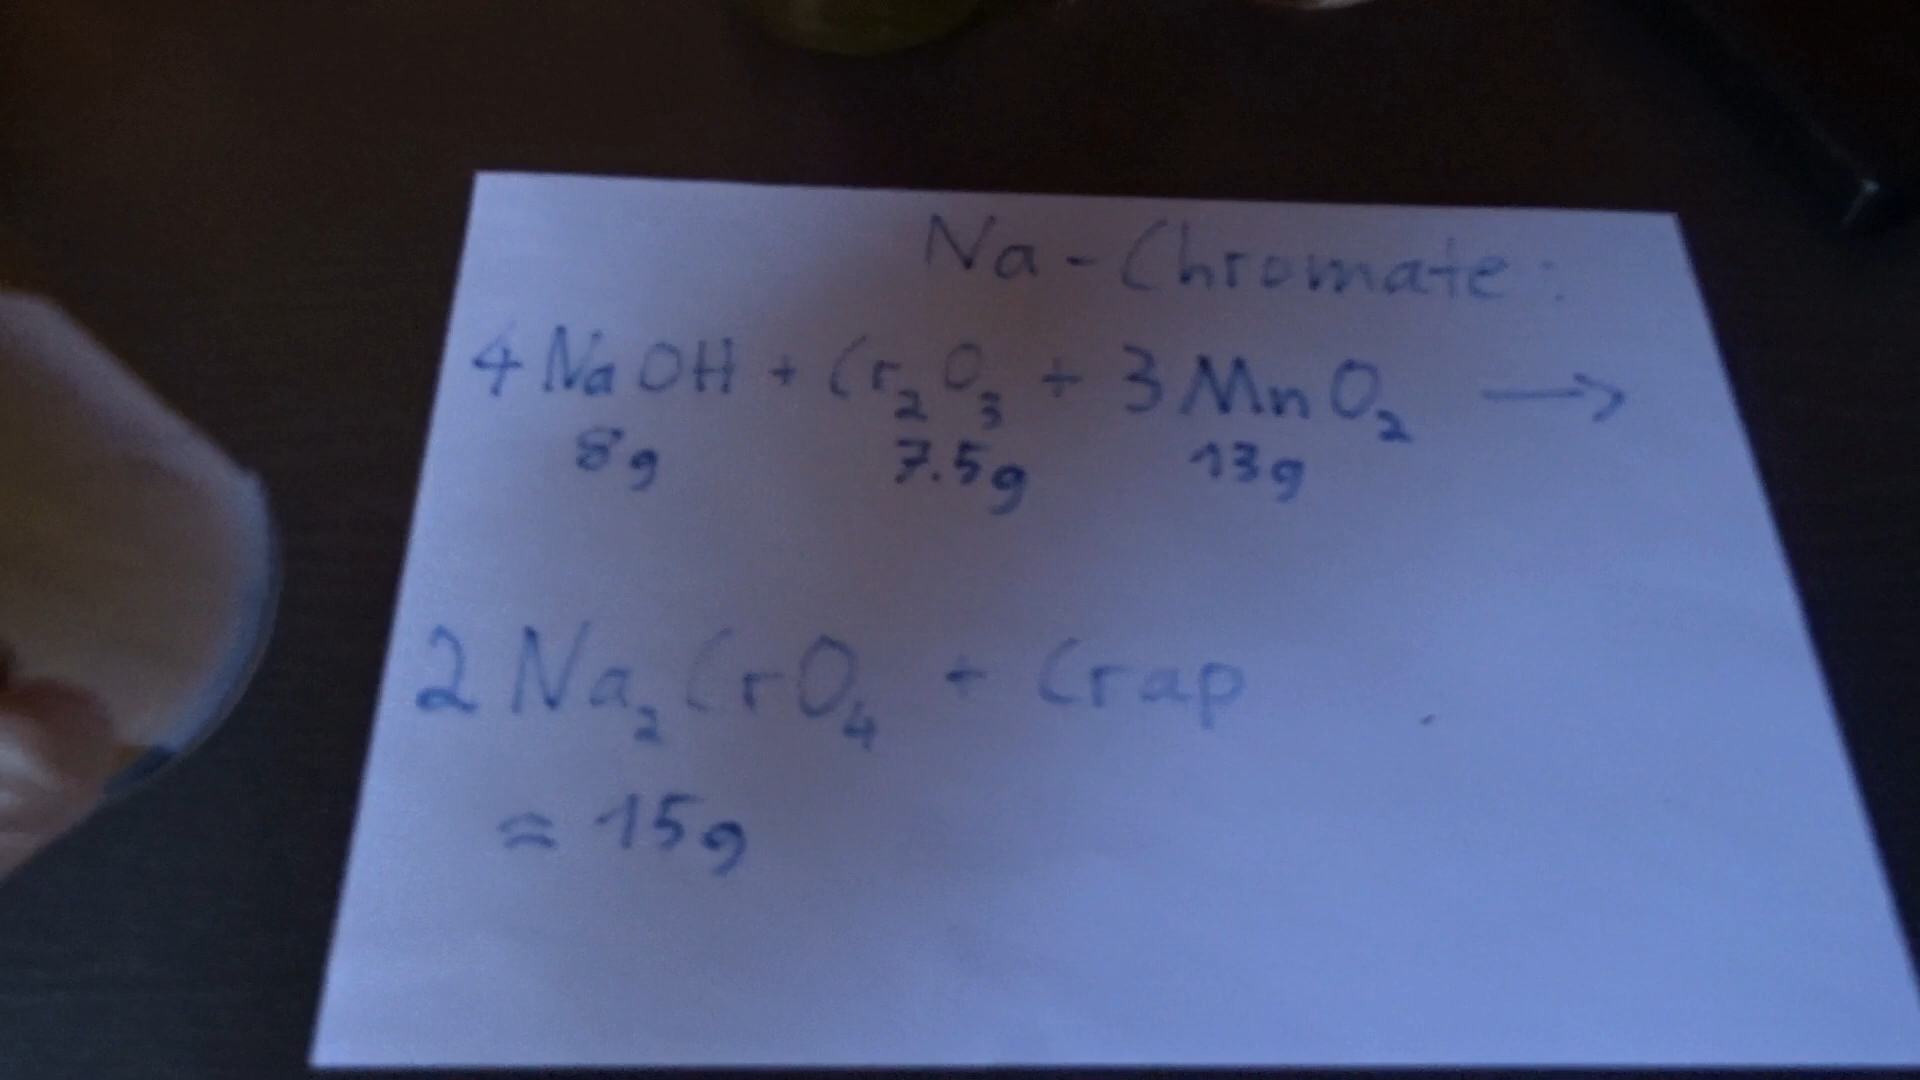 Na-Chromate:
4 NaOH + Cr₂O₃ + 3 MnO₂ →
8g 7.5g 13g
2 Na₂CrO₄ + Crap
≈ 15g